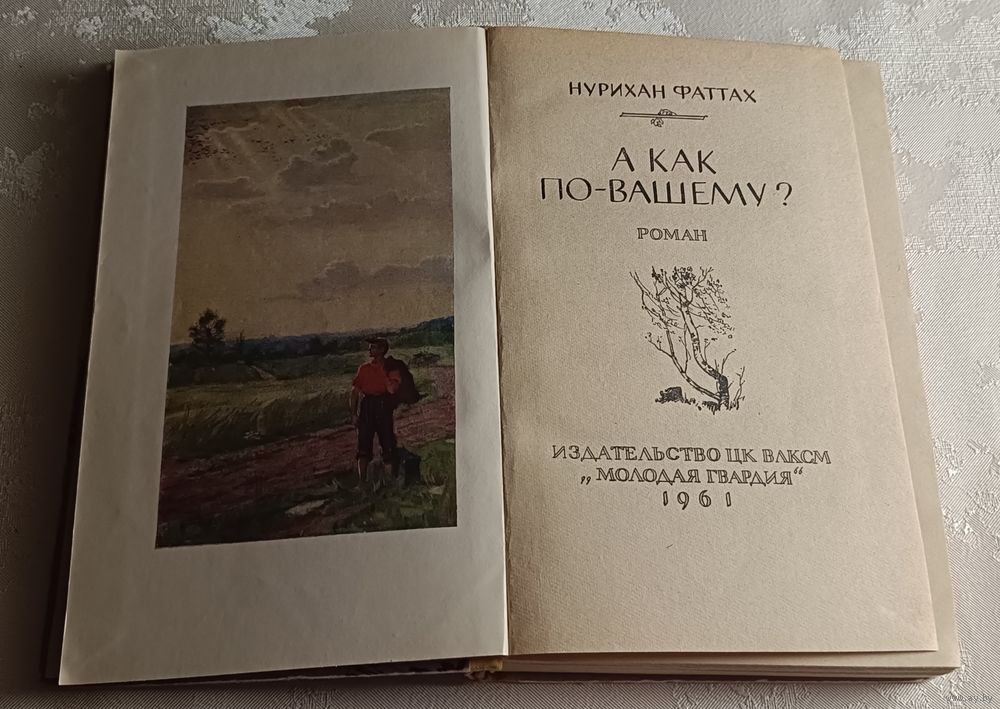 НУРИХАН ФАТТАХ
А КАК
ПО-ВАШЕМУ?
РОМАН
ИЗДАТЕЛЬСТВО ЦК ВЛКСМ
„МОЛОДАЯ ГВАРДИЯ“
1961